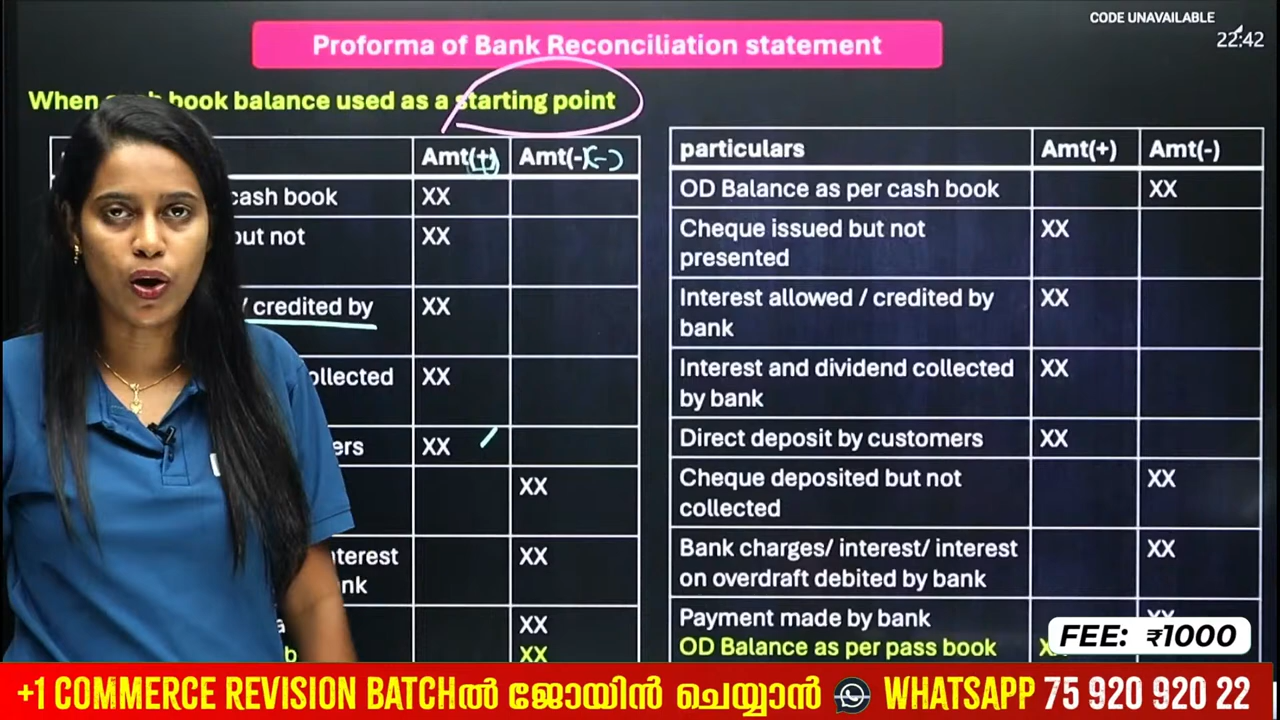 CODE UNAVAILABLE
22:42
Proforma of Bank Reconciliation statement
When book balance used as a starting point
Amt(+) Amt(-) (-)
cash book XX
but not XX
/ credited by XX
XX
XX
XX
XX
XX
XX
particulars Amt(+) Amt(-)
OD Balance as per cash book XX
Cheque issued but not XX
presented
Interest allowed / credited by XX
bank
Interest and dividend collected XX
by bank
Direct deposit by customers XX
Cheque deposited but not XX
collected
Bank charges/ interest/ interest XX
on overdraft debited by bank
Payment made by bank
OD Balance as per pass book
FEE: ₹1000
+1 COMMERCE REVISION BATCHൽ ജോയിൻ ചെയ്യാൻ WHATSAPP 75 920 920 22